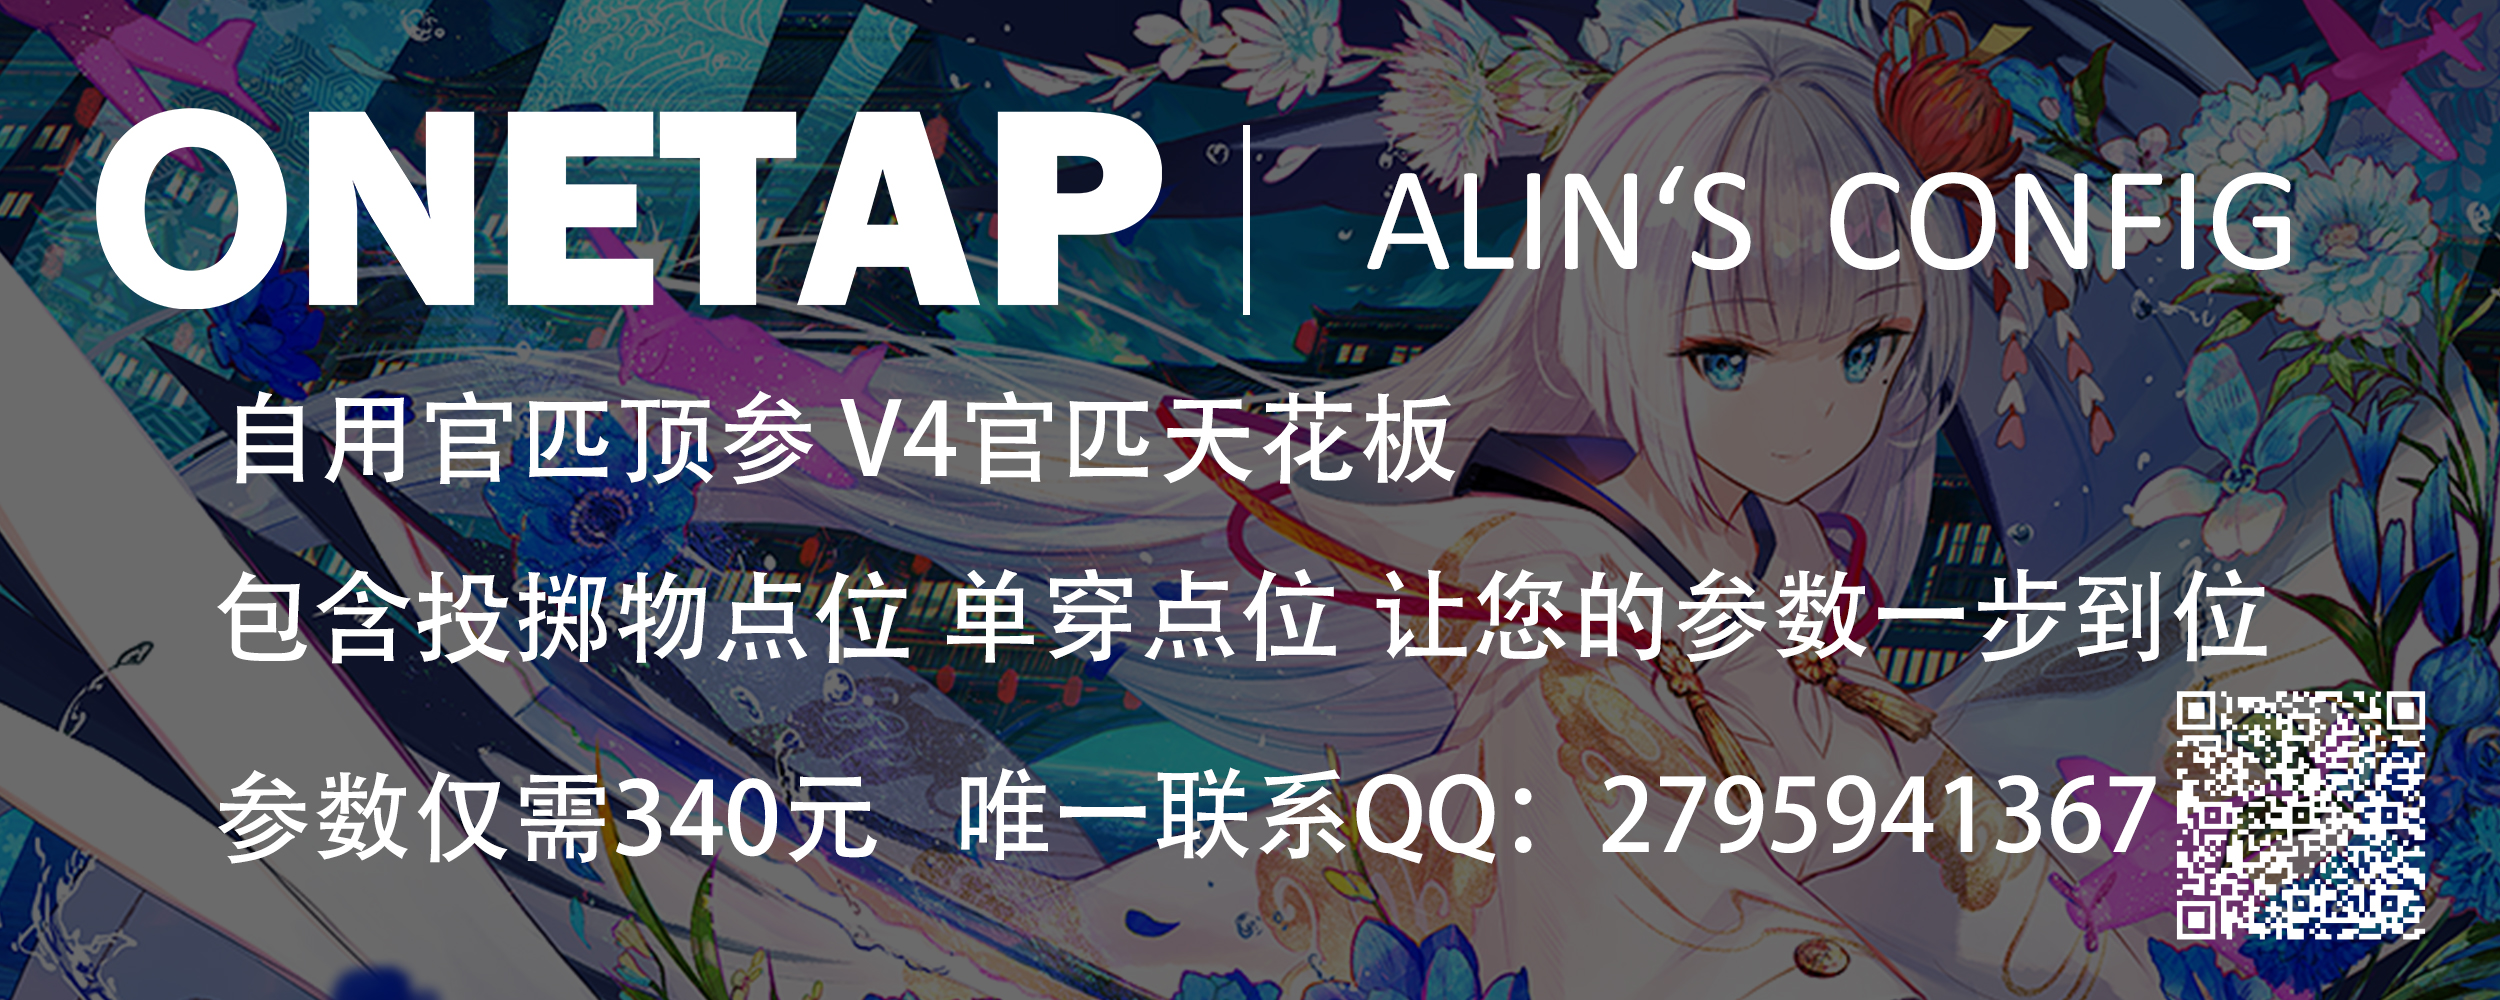 ONETAP | ALIN‘S CONFIG
自用官匹顶参 V4官匹天花板
包含投掷物点位 单穿点位 让您的参数一步到位
参数仅需340元 唯一联系QQ：2795941367